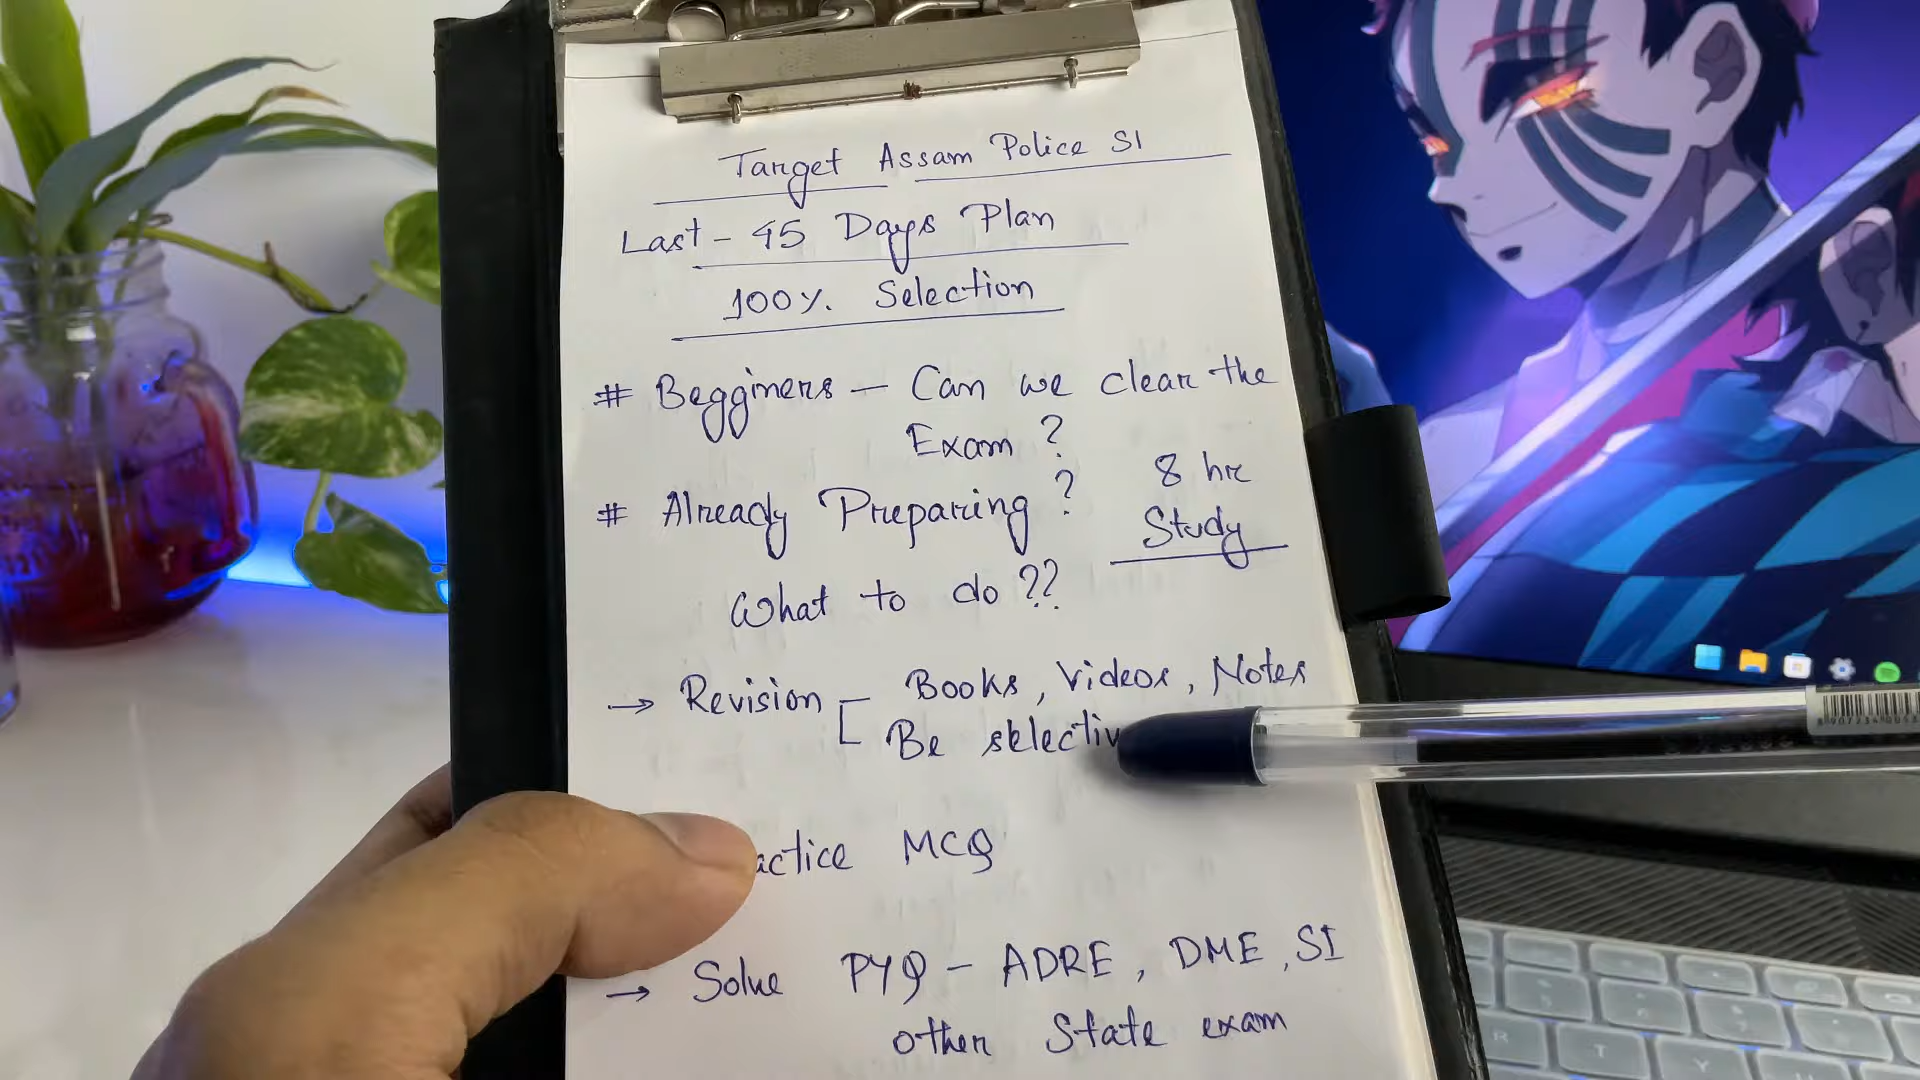 Target Assam Police SI
Last - 45 Days Plan
100%. Selection
# Begginers - Can we clear the
Exam ?
# Already Preparing ?
8 hr
Study
What to do ??
→ Revision [- Books, Videos, Notes
Be selectiv
actice MCQ
→ Solve PYQ - ADRE, DME, SI
other State exam